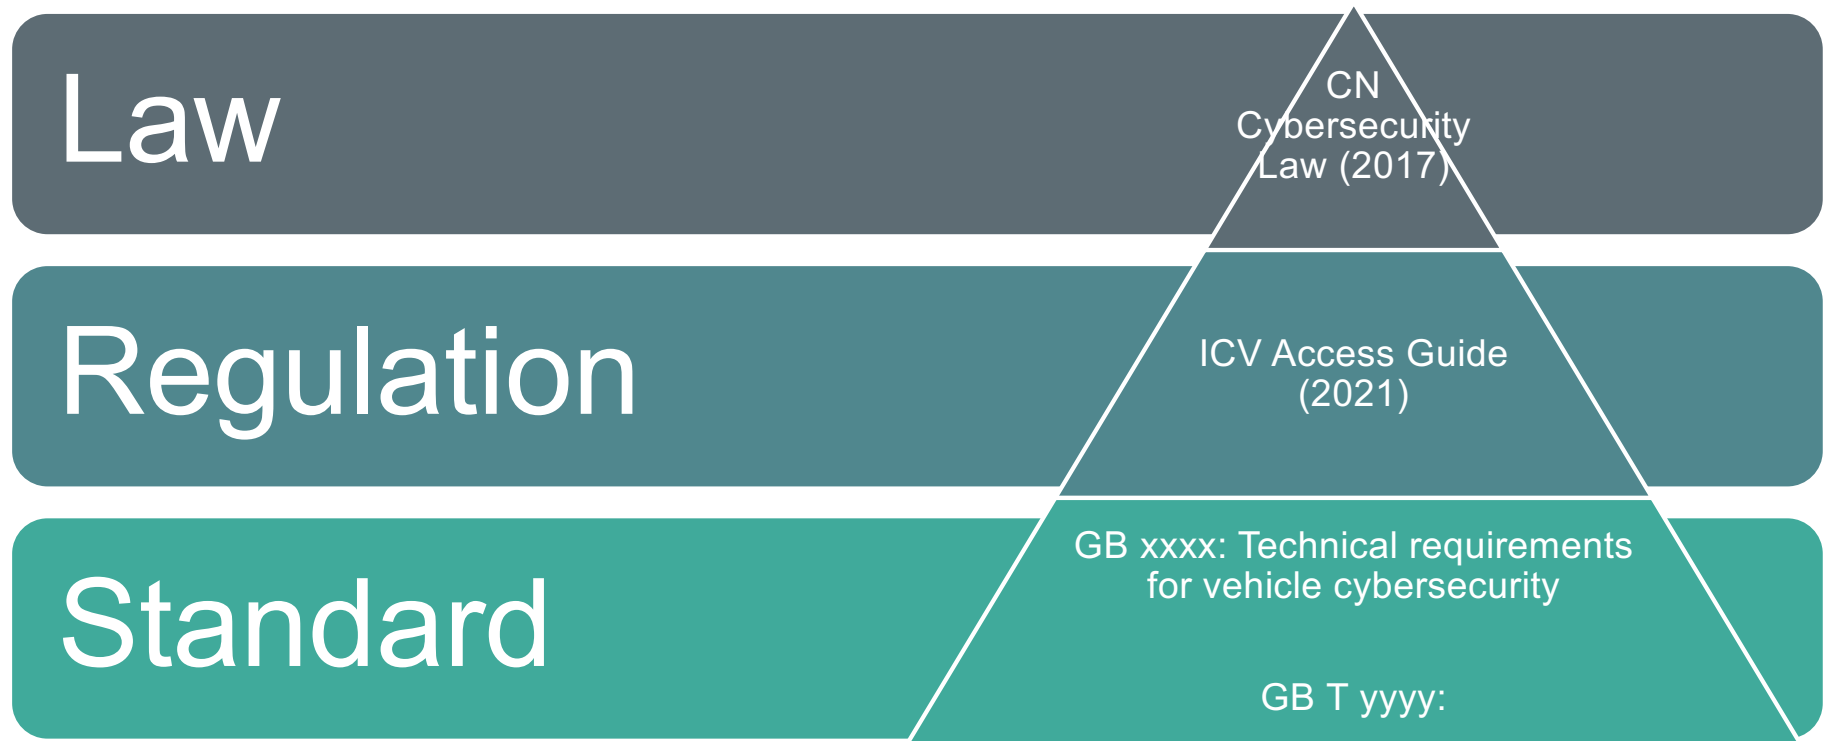 Law
CN
Cybersecurity
Law (2017)
Regulation
ICV Access Guide
(2021)
Standard
GB xxxx: Technical requirements
for vehicle cybersecurity
GB T yyyy: